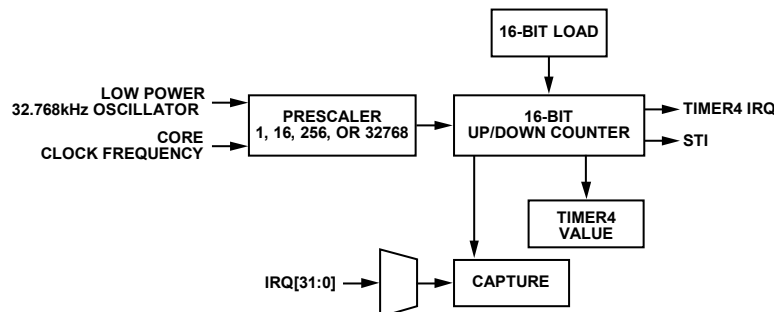 16-BIT LOAD
LOW POWER
32.768kHz OSCILLATOR
CORE
CLOCK FREQUENCY
PRESCALER
1, 16, 256, OR 32768
16-BIT
UP/DOWN COUNTER
TIMER4 IRQ
STI
TIMER4
VALUE
IRQ[31:0]
CAPTURE